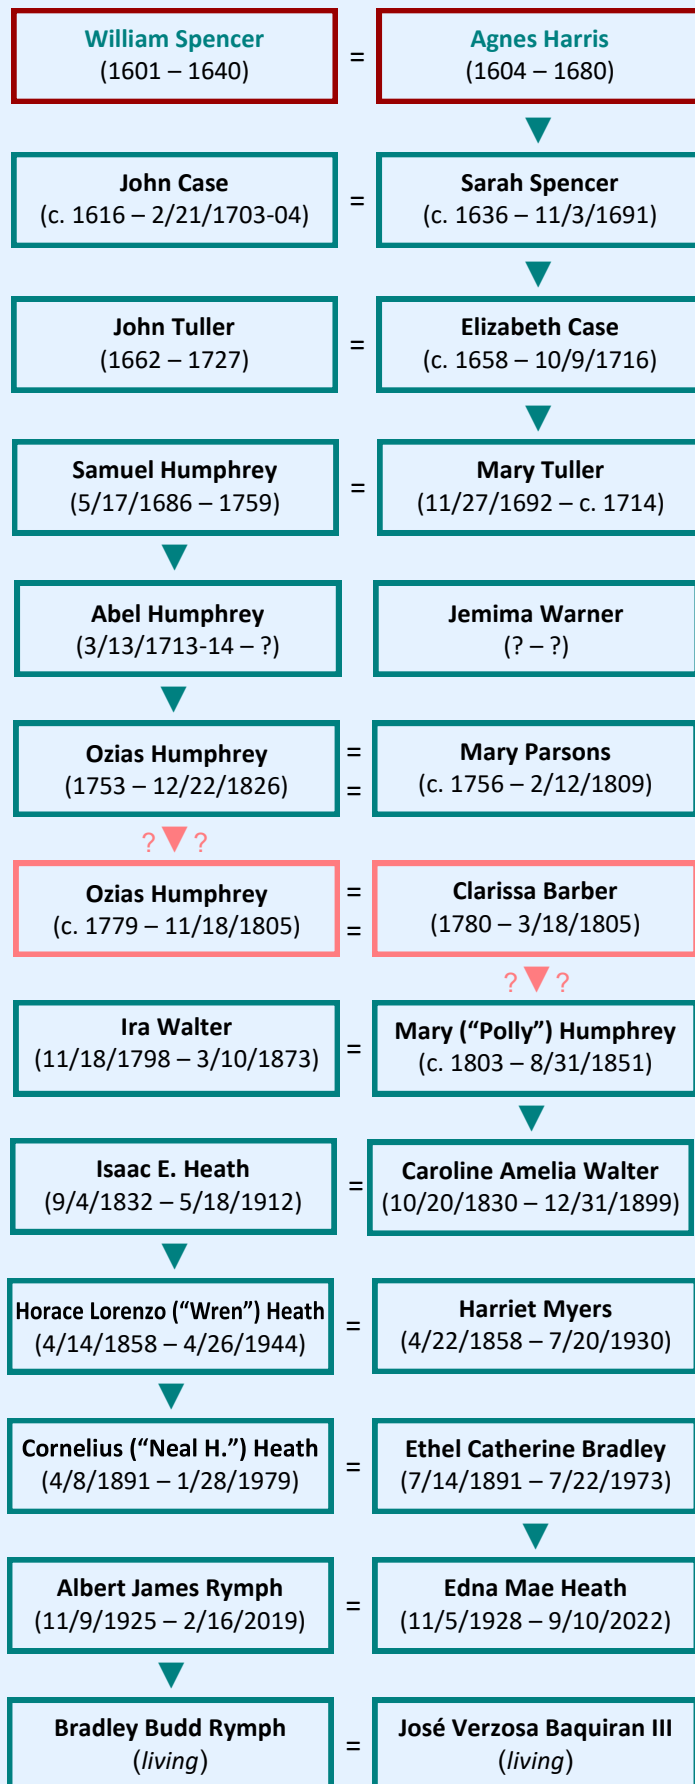 William Spencer = Agnes Harris
(1601 – 1640) (1604 – 1680)
John Case = Sarah Spencer
(c. 1616 – 2/21/1703-04) (c. 1636 – 11/3/1691)
John Tuller = Elizabeth Case
(1662 – 1727) (c. 1658 – 10/9/1716)
Samuel Humphrey = Mary Tuller
(5/17/1686 – 1759) (11/27/1692 – c. 1714)
Abel Humphrey Jemima Warner
(3/13/1713-14 – ?) (? – ?)
Ozias Humphrey = Mary Parsons
(1753 – 12/22/1826) = (c. 1756 – 2/12/1809)
? ?
Ozias Humphrey = Clarissa Barber
(c. 1779 – 11/18/1805) = (1780 – 3/18/1805)
? ?
Ira Walter = Mary (“Polly”) Humphrey
(11/18/1798 – 3/10/1873) (c. 1803 – 8/31/1851)
Isaac E. Heath = Caroline Amelia Walter
(9/4/1832 – 5/18/1912) (10/20/1830 – 12/31/1899)
Horace Lorenzo (“Wren”) Heath = Harriet Myers
(4/14/1858 – 4/26/1944) (4/22/1858 – 7/20/1930)
Cornelius (“Neal H.”) Heath = Ethel Catherine Bradley
(4/8/1891 – 1/28/1979) (7/14/1891 – 7/22/1973)
Albert James Rymph = Edna Mae Heath
(11/9/1925 – 2/16/2019) (11/5/1928 – 9/10/2022)
Bradley Budd Rymph = José Verzosa Baquiran III
(living) (living)